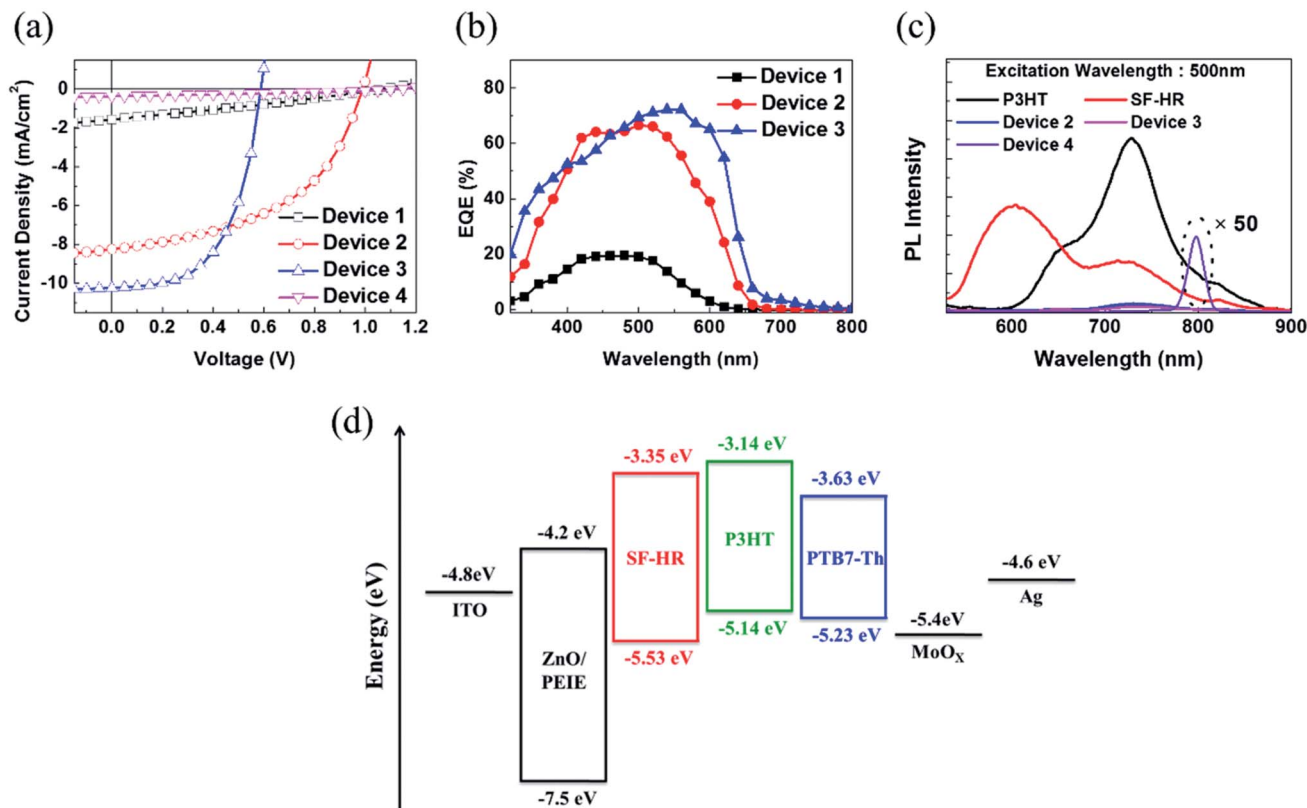 (a)
Current Density (mA/cm²)
0
-2
-4
-6
-8
-10
0.0 0.2 0.4 0.6 0.8 1.0 1.2
Voltage (V)
Device 1
Device 2
Device 3
Device 4
(b)
EQE (%)
80
60
40
20
0
400 500 600 700 800
Wavelength (nm)
Device 1
Device 2
Device 3
(c)
PL Intensity
Excitation Wavelength : 500nm
P3HT SF-HR
Device 2 Device 3
Device 4
× 50
600 700 800 900
Wavelength (nm)
(d)
Energy (eV)
-4.8eV
ITO
-4.2 eV
ZnO/
PEIE
-7.5 eV
-3.35 eV
SF-HR
-5.53 eV
-3.14 eV
P3HT
-5.14 eV
-3.63 eV
PTB7-Th
-5.23 eV
-5.4eV
MoOₓ
-4.6 eV
Ag